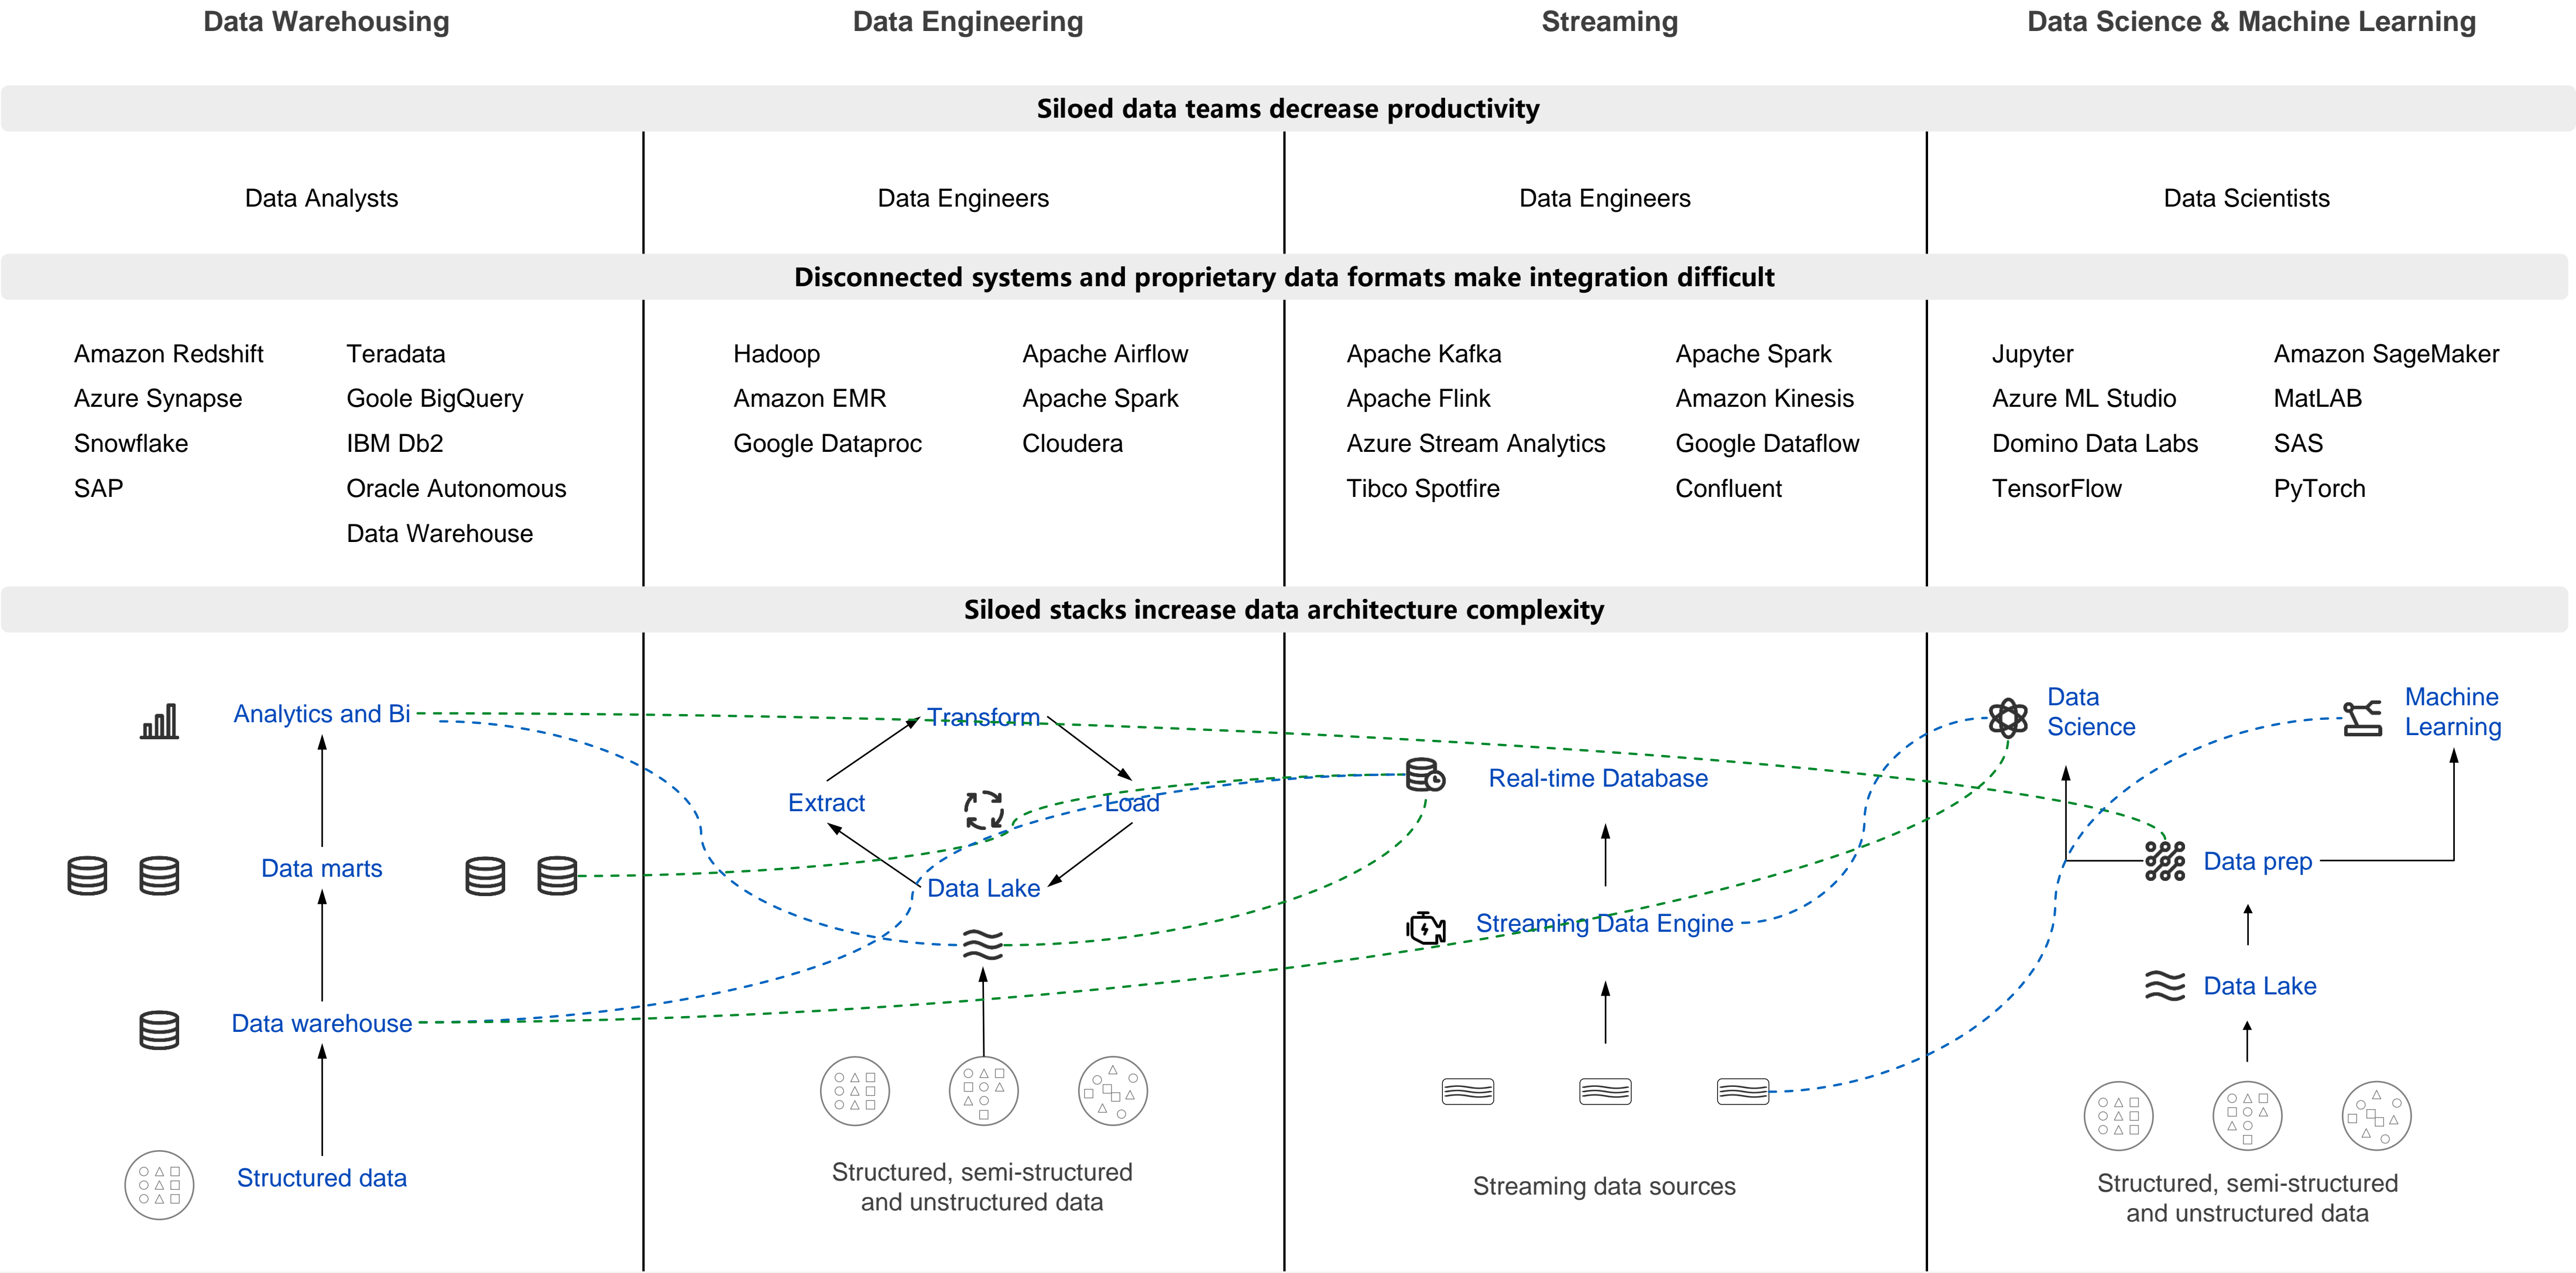 Data Warehousing
Data Engineering
Streaming
Data Science & Machine Learning
Siloed data teams decrease productivity
Data Analysts
Data Engineers
Data Engineers
Data Scientists
Disconnected systems and proprietary data formats make integration difficult
Amazon Redshift
Azure Synapse
Snowflake
SAP
Teradata
Goole BigQuery
IBM Db2
Oracle Autonomous
Data Warehouse
Hadoop
Amazon EMR
Google Dataproc
Apache Airflow
Apache Spark
Cloudera
Apache Kafka
Apache Flink
Azure Stream Analytics
Tibco Spotfire
Apache Spark
Amazon Kinesis
Google Dataflow
Confluent
Jupyter
Azure ML Studio
Domino Data Labs
TensorFlow
Amazon SageMaker
MatLAB
SAS
PyTorch
Siloed stacks increase data architecture complexity
Analytics and Bi
Data marts
Data warehouse
Structured data
Transform
Extract
Load
Data Lake
Structured, semi-structured
and unstructured data
Real-time Database
Streaming Data Engine
Streaming data sources
Data
Science
Machine
Learning
Data prep
Data Lake
Structured, semi-structured
and unstructured data